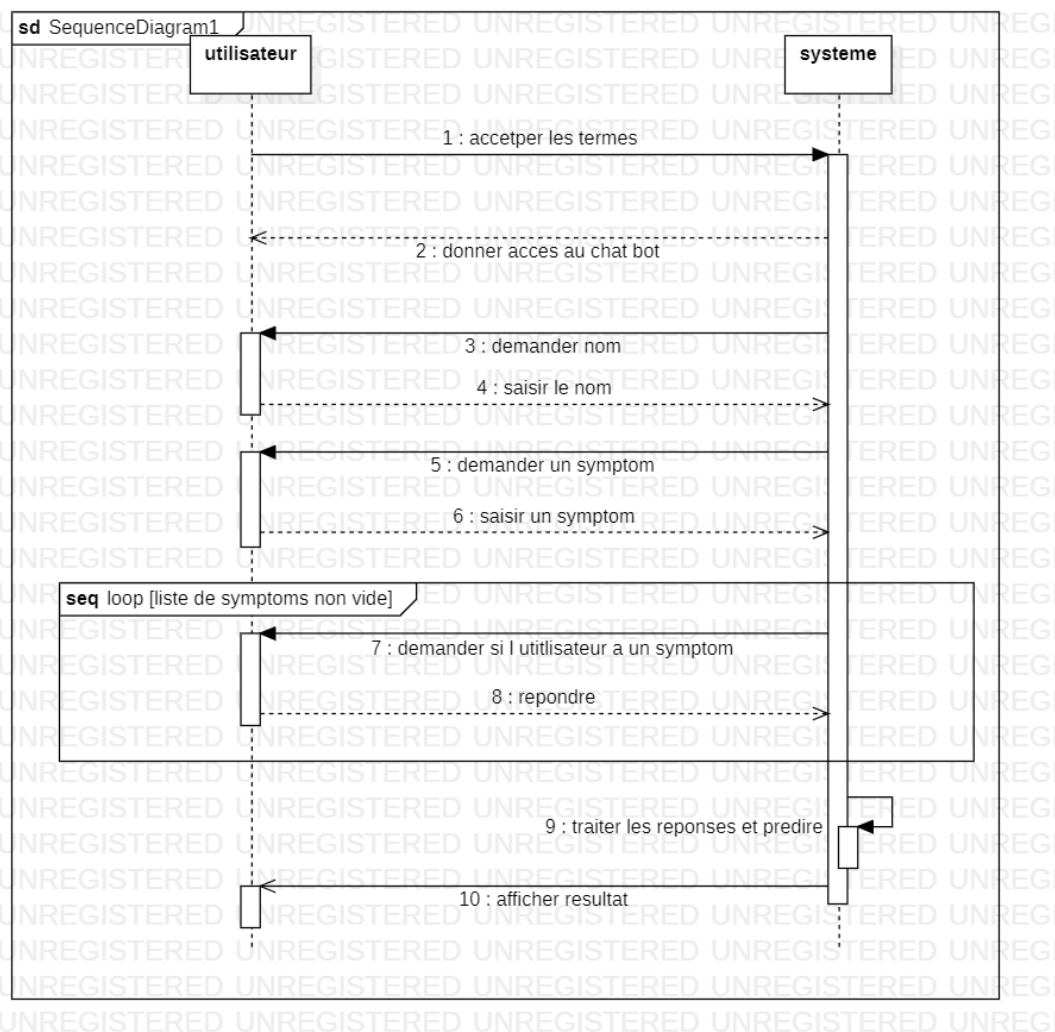 sd SequenceDiagram1
utilisateur
systeme
1 : accetper les termes
2 : donner acces au chat bot
3 : demander nom
4 : saisir le nom
5 : demander un symptom
6 : saisir un symptom
seq loop [liste de symptoms non vide]
7 : demander si l utitlisateur a un symptom
8 : repondre
9 : traiter les reponses et predire
10 : afficher resultat
UNREGISTERED